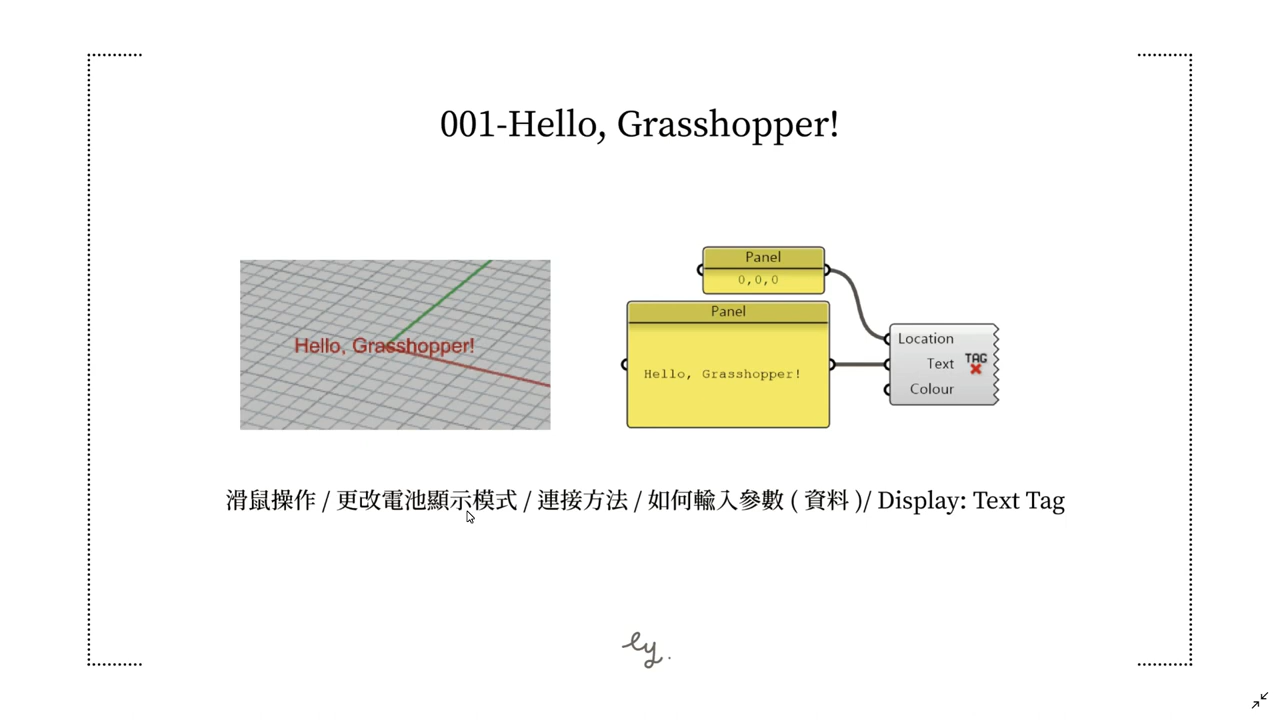 001-Hello, Grasshopper!
Hello, Grasshopper!
Panel
0,0,0
Panel
Hello, Grasshopper!
Location
Text
TAG
Colour
滑鼠操作 / 更改電池顯示模式 / 連接方法 / 如何輸入參數 ( 資料 )/ Display: Text Tag
ly.